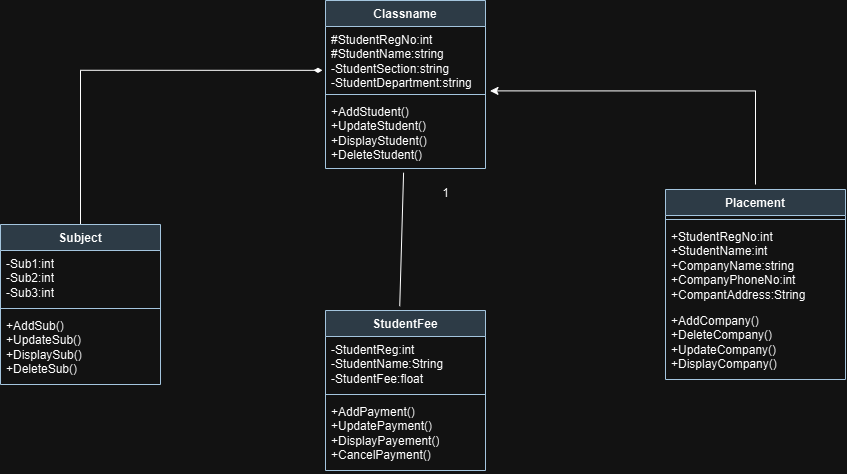 Classname
#StudentRegNo:int
#StudentName:string
-StudentSection:string
-StudentDepartment:string
+AddStudent()
+UpdateStudent()
+DisplayStudent()
+DeleteStudent()
1
Subject
-Sub1:int
-Sub2:int
-Sub3:int
+AddSub()
+UpdateSub()
+DisplaySub()
+DeleteSub()
StudentFee
-StudentReg:int
-StudentName:String
-StudentFee:float
+AddPayment()
+UpdatePayment()
+DisplayPayement()
+CancelPayment()
Placement
+StudentRegNo:int
+StudentName:int
+CompanyName:string
+CompanyPhoneNo:int
+CompantAddress:String
+AddCompany()
+DeleteCompany()
+UpdateCompany()
+DisplayCompany()